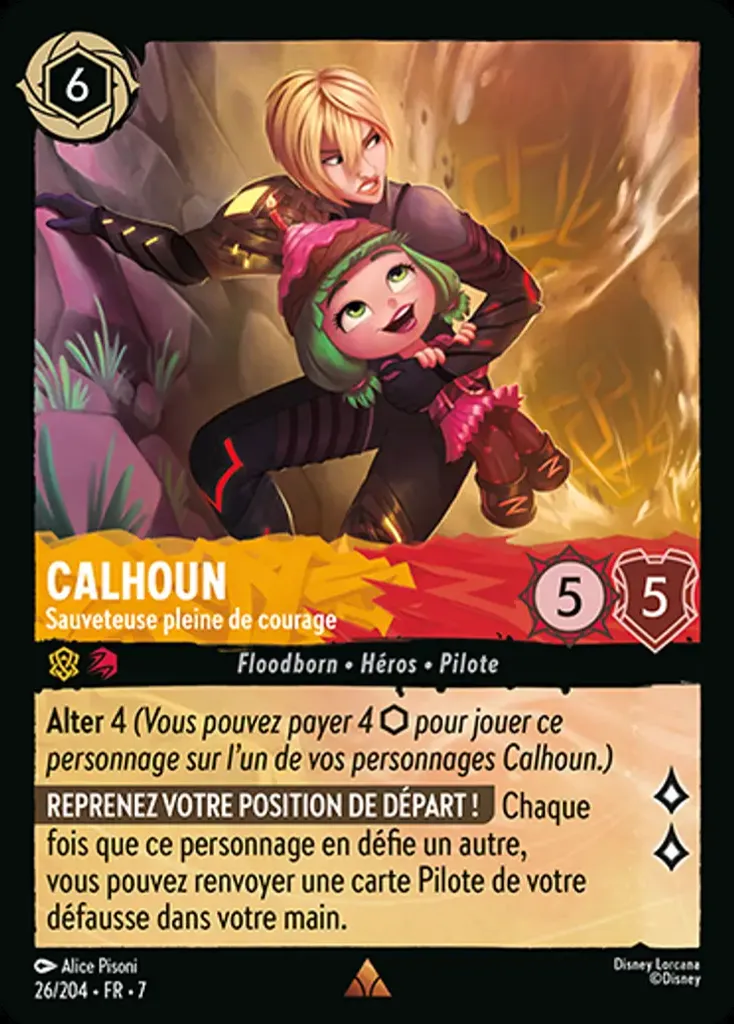 6
CALHOUN
Sauveteuse pleine de courage
5
5
Floodborn • Héros • Pilote
Alter 4 (Vous pouvez payer 4 pour jouer ce
personnage sur l'un de vos personnages Calhoun.)
REPRENEZ VOTRE POSITION DE DÉPART ! Chaque
fois que ce personnage en défie un autre,
vous pouvez renvoyer une carte Pilote de votre
défausse dans votre main.
Alice Pisoni
26/204 • FR • 7
Disney Lorcana
©Disney